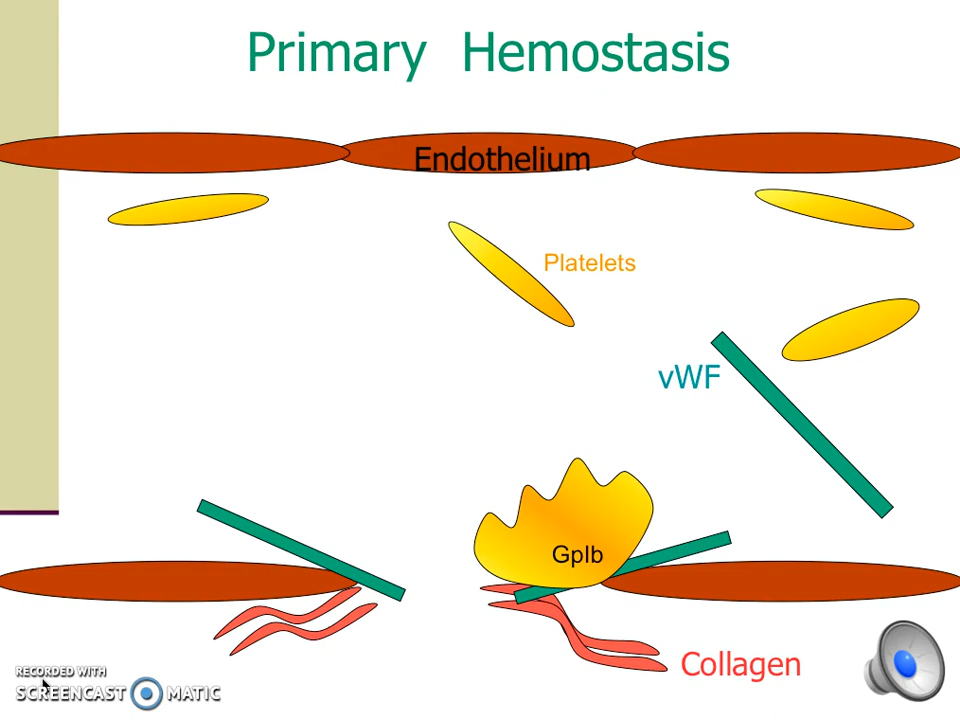 Primary Hemostasis
Endothelium
Platelets
vWF
GpIb
Collagen
RECORDED WITH
SCREENCAST MATIC